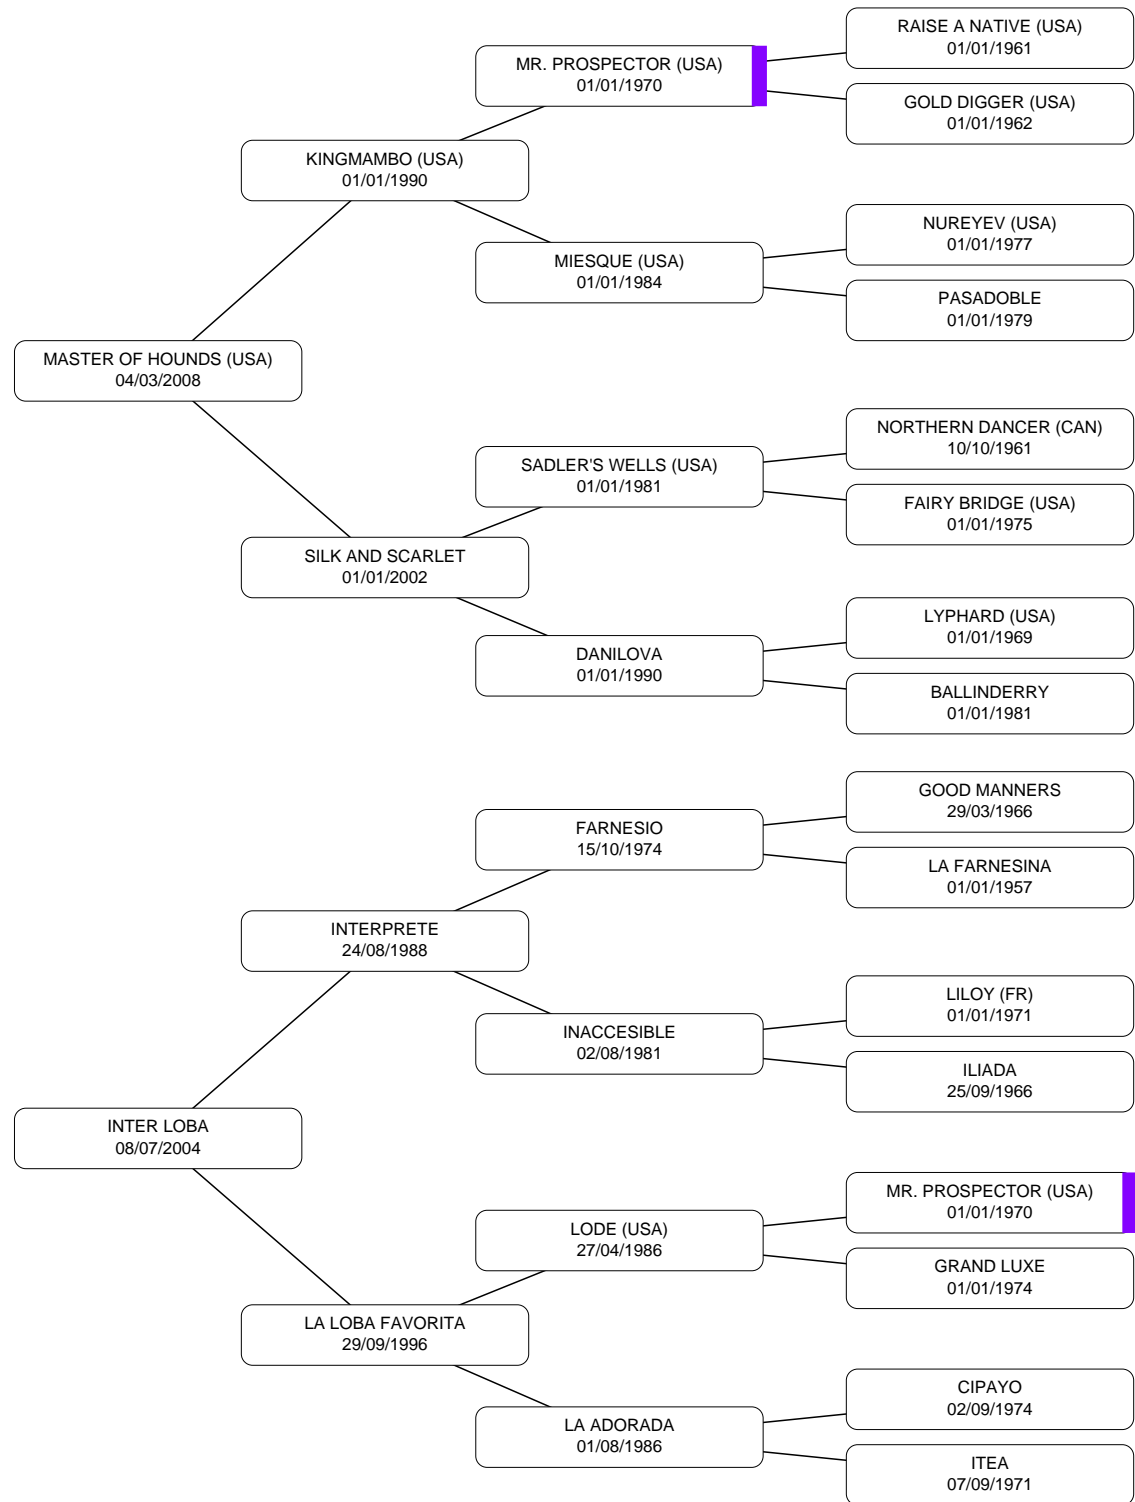 RAISE A NATIVE (USA)
01/01/1961
MR. PROSPECTOR (USA)
01/01/1970
GOLD DIGGER (USA)
01/01/1962
KINGMAMBO (USA)
01/01/1990
NUREYEV (USA)
01/01/1977
MIESQUE (USA)
01/01/1984
PASADOBLE
01/01/1979
MASTER OF HOUNDS (USA)
04/03/2008
NORTHERN DANCER (CAN)
10/10/1961
SADLER'S WELLS (USA)
01/01/1981
FAIRY BRIDGE (USA)
01/01/1975
SILK AND SCARLET
01/01/2002
LYPHARD (USA)
01/01/1969
DANILOVA
01/01/1990
BALLINDERRY
01/01/1981
GOOD MANNERS
29/03/1966
FARNESIO
15/10/1974
LA FARNESINA
01/01/1957
INTERPRETE
24/08/1988
LILOY (FR)
01/01/1971
INACCESIBLE
02/08/1981
ILIADA
25/09/1966
INTER LOBA
08/07/2004
MR. PROSPECTOR (USA)
01/01/1970
LODE (USA)
27/04/1986
GRAND LUXE
01/01/1974
LA LOBA FAVORITA
29/09/1996
CIPAYO
02/09/1974
LA ADORADA
01/08/1986
ITEA
07/09/1971